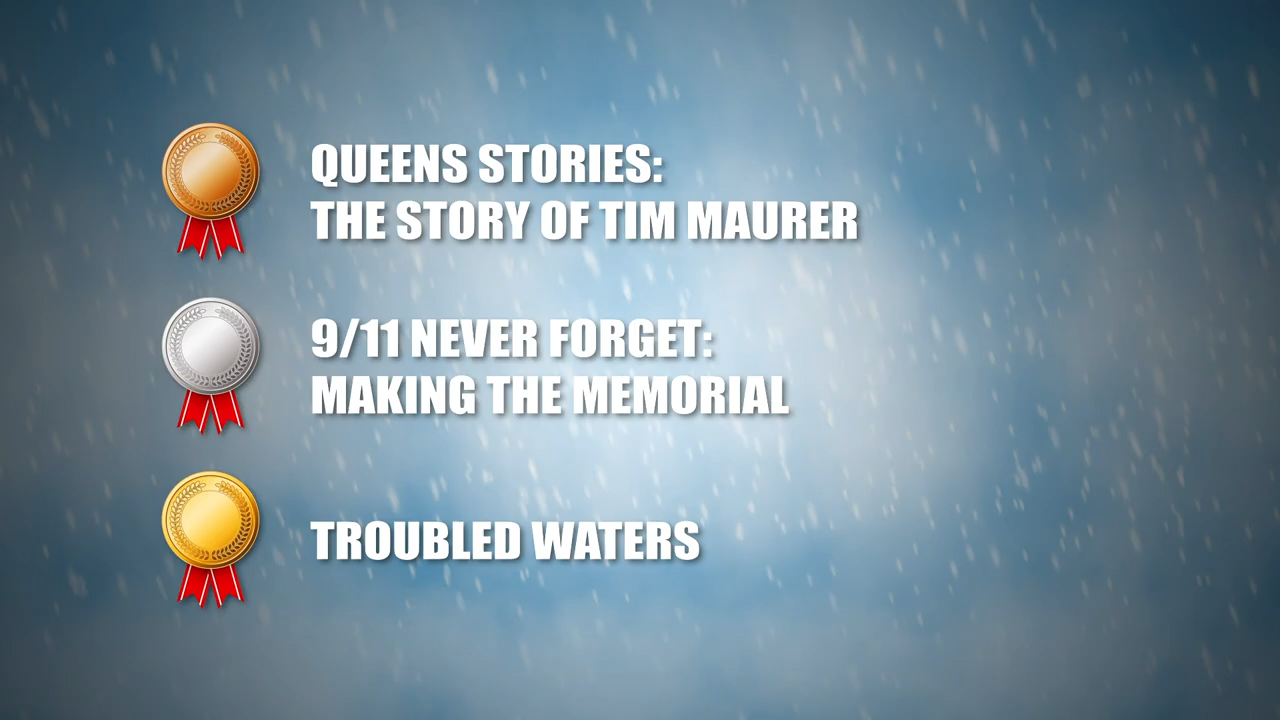 QUEENS STORIES:
THE STORY OF TIM MAURER
9/11 NEVER FORGET:
MAKING THE MEMORIAL
TROUBLED WATERS